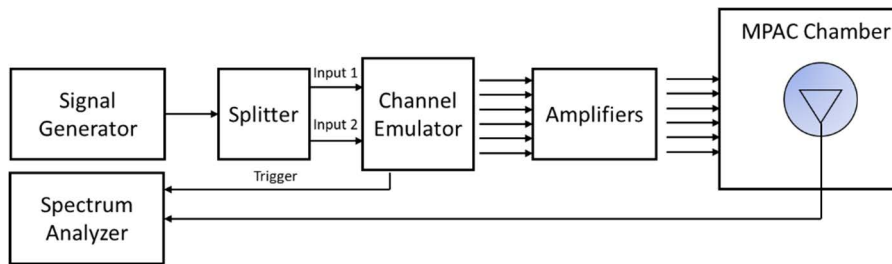 MPAC Chamber
Signal
Generator
Splitter
Input 1
Input 2
Channel
Emulator
Amplifiers
Trigger
Spectrum
Analyzer